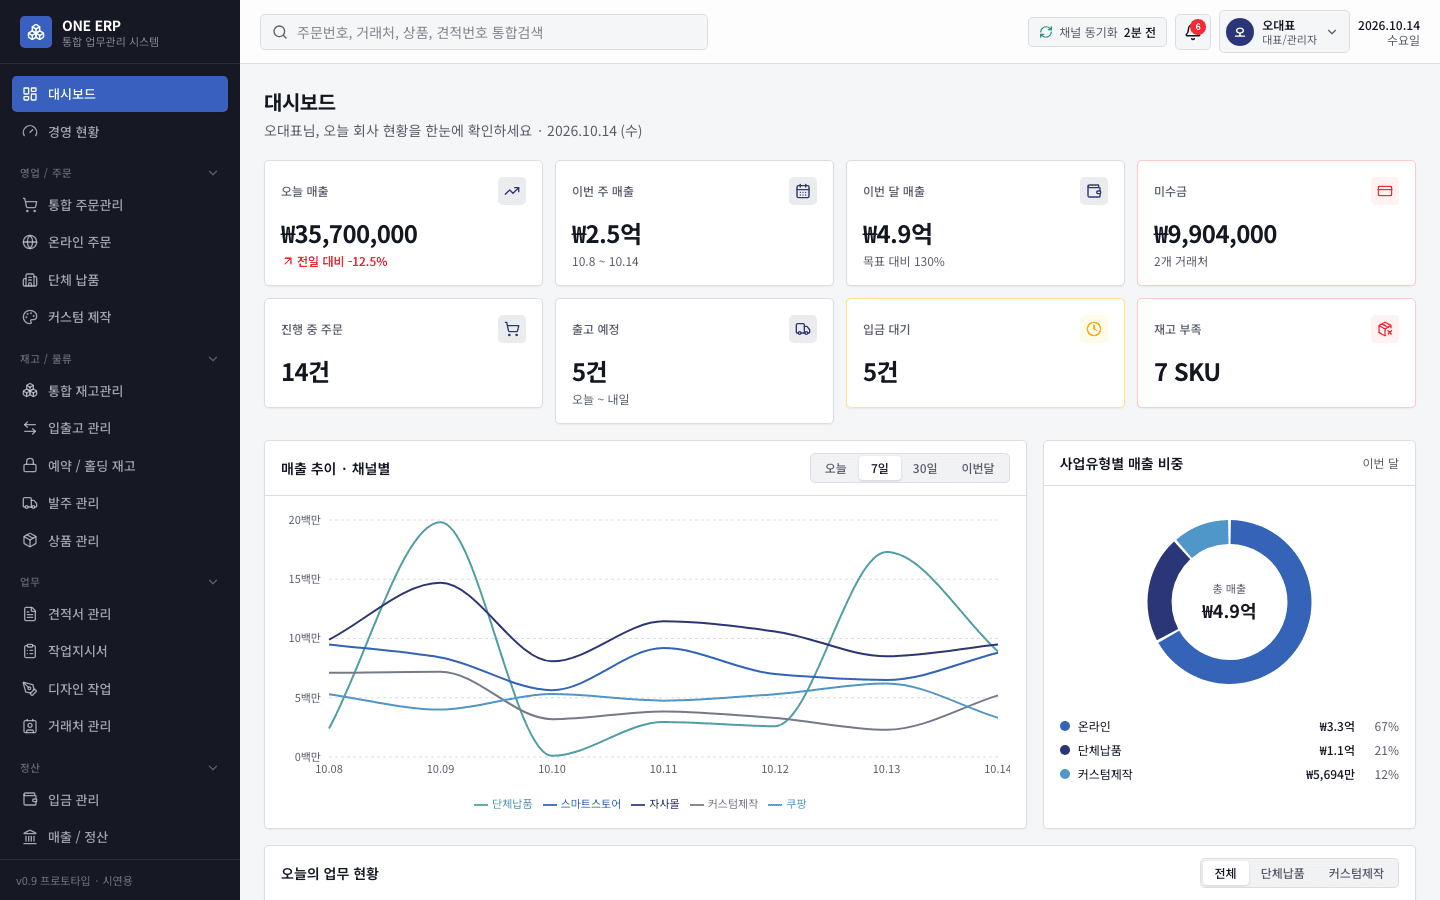 ONE ERP
통합 업무관리 시스템
주문번호, 거래처, 상품, 견적번호 통합검색
채널 동기화 2분 전
6
오
오대표
대표/관리자
2026.10.14
수요일
대시보드
경영 현황
영업 / 주문
통합 주문관리
온라인 주문
단체 납품
커스텀 제작
재고 / 물류
통합 재고관리
입출고 관리
예약 / 홀딩 재고
발주 관리
상품 관리
업무
견적서 관리
작업지시서
디자인 작업
거래처 관리
정산
입금 관리
매출 / 정산
v0.9 프로토타입 · 시연용
대시보드
오대표님, 오늘 회사 현황을 한눈에 확인하세요 · 2026.10.14 (수)
오늘 매출
₩35,700,000
전일 대비 -12.5%
이번 주 매출
₩2.5억
10.8 ~ 10.14
이번 달 매출
₩4.9억
목표 대비 130%
미수금
₩9,904,000
2개 거래처
진행 중 주문
14건
출고 예정
5건
오늘 ~ 내일
입금 대기
5건
재고 부족
7 SKU
매출 추이 · 채널별
오늘 7일 30일 이번달
20백만
15백만
10백만
5백만
0백만
10.08 10.09 10.10 10.11 10.12 10.13 10.14
단체납품 스마트스토어 자사몰 커스텀제작 쿠팡
사업유형별 매출 비중
이번 달
총 매출
₩4.9억
온라인 ₩3.3억 67%
단체납품 ₩1.1억 21%
커스텀제작 ₩5,694만 12%
오늘의 업무 현황
전체 단체납품 커스텀제작